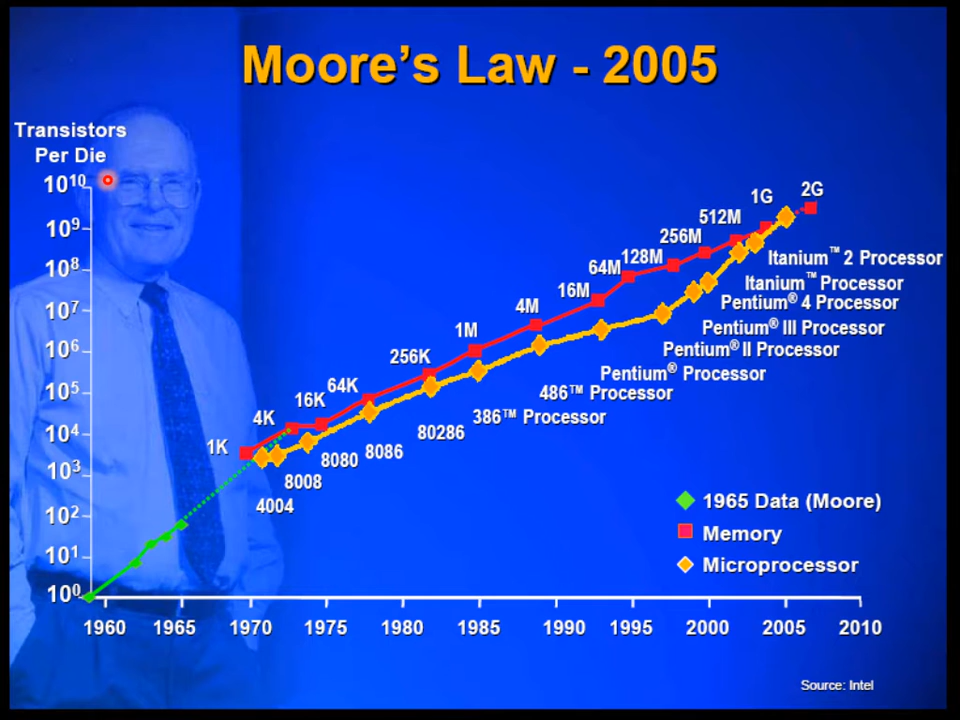 Moore's Law - 2005
Transistors
Per Die
10¹⁰
10⁹
10⁸
10⁷
10⁶
10⁵
10⁴
10³
10²
10¹
10⁰
1K
4K
16K
64K
256K
1M
4M
16M
64M
128M
256M
512M
1G
2G
4004
8008
8080
8086
80286
386™ Processor
486™ Processor
Pentium® Processor
Pentium® II Processor
Pentium® III Processor
Pentium® 4 Processor
Itanium™ Processor
Itanium™ 2 Processor
1965 Data (Moore)
Memory
Microprocessor
1960 1965 1970 1975 1980 1985 1990 1995 2000 2005 2010
Source: Intel